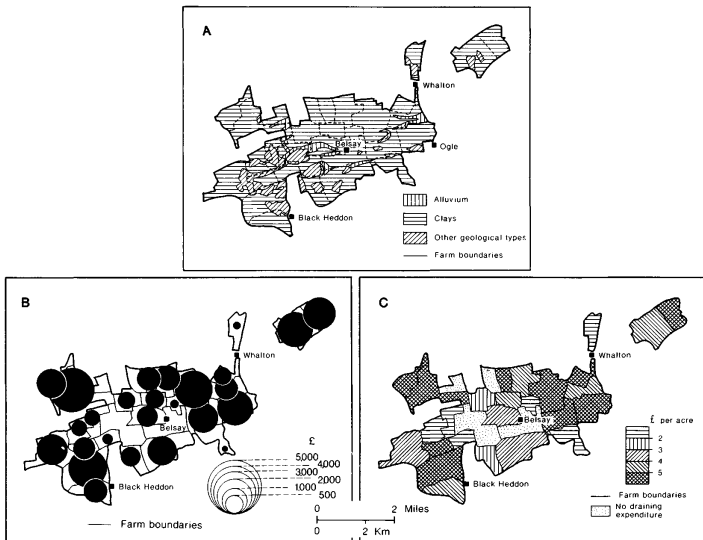 A
Whalton
Belsay
Ogle
Black Heddon
Alluvium
Clays
Other geological types
Farm boundaries
B
Whalton
Belsay
Black Heddon
£
5000
4000
3000
2000
1000
500
Farm boundaries
0 2 Miles
0 2 Km
C
Whalton
Belsay
Black Heddon
£ per acre
2
3
4
5
Farm boundaries
No draining
expenditure